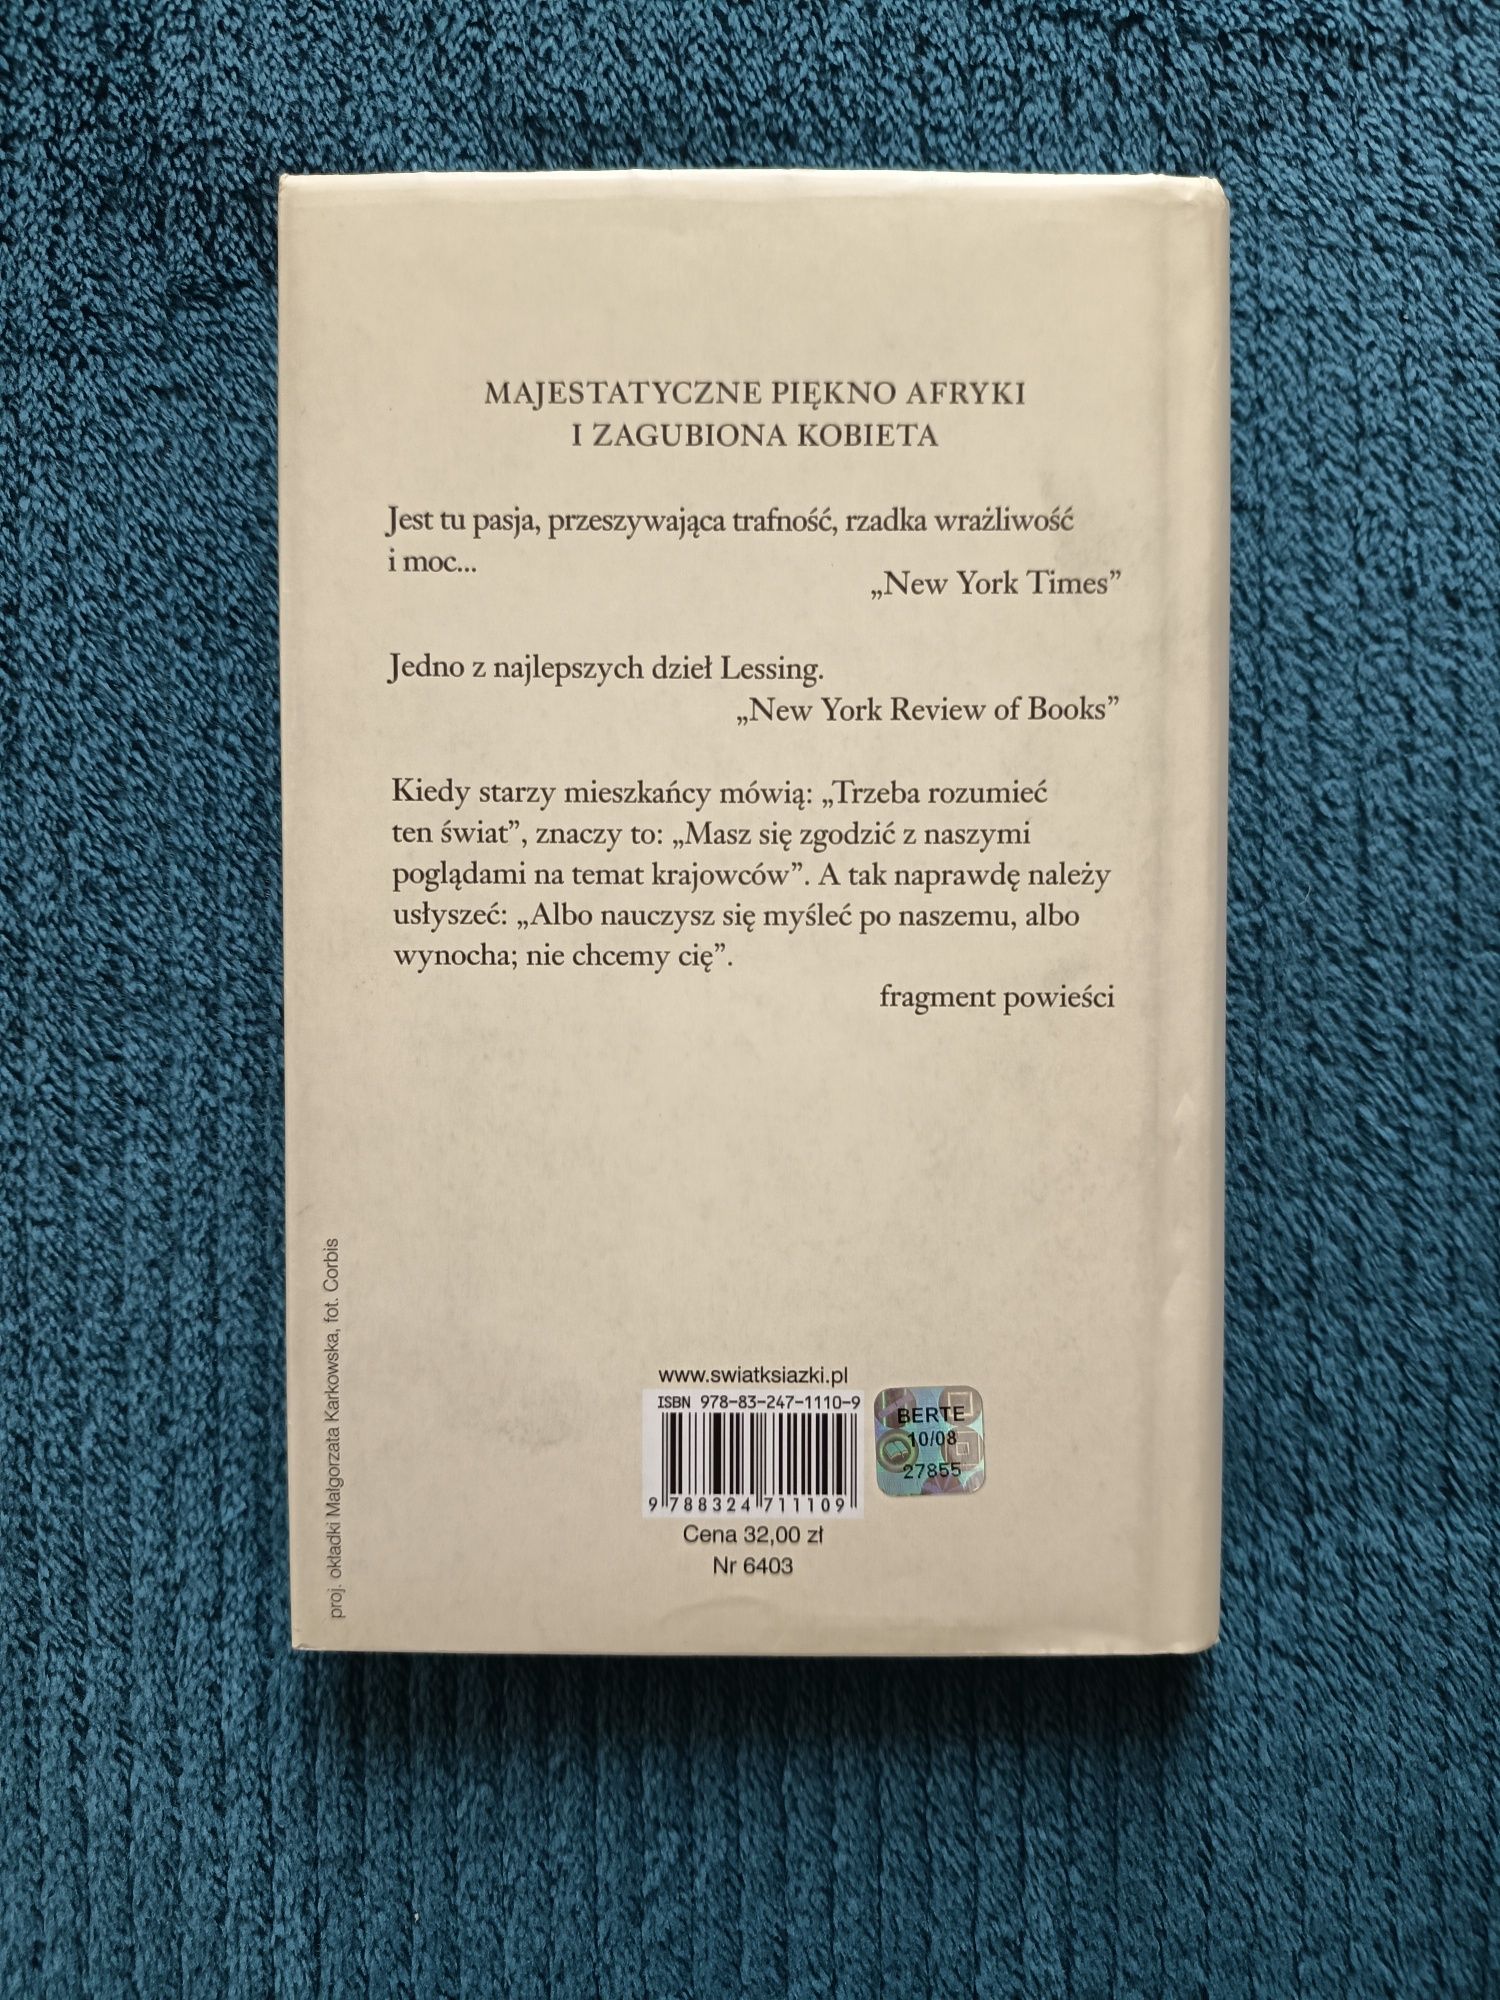 MAJESTATYCZNE PIĘKNO AFRYKI
I ZAGUBIONA KOBIETA
Jest tu pasja, przeszywająca trafność, rzadka wrażliwość
i moc...
„New York Times”
Jedno z najlepszych dzieł Lessing.
„New York Review of Books”
Kiedy starzy mieszkańcy mówią: „Trzeba rozumieć
ten świat”, znaczy to: „Masz się zgodzić z naszymi
poglądami na temat krajowców”. A tak naprawdę należy
usłyszeć: „Albo nauczysz się myśleć po naszemu, albo
wynocha; nie chcemy cię”.
fragment powieści
proj. okładki Małgorzata Karkowska, fot. Corbis
www.swiatksiazki.pl
ISBN 978-83-247-1110-9
9 788324 711109
Cena 32,00 zł
Nr 6403
BERTE
10/08
27855